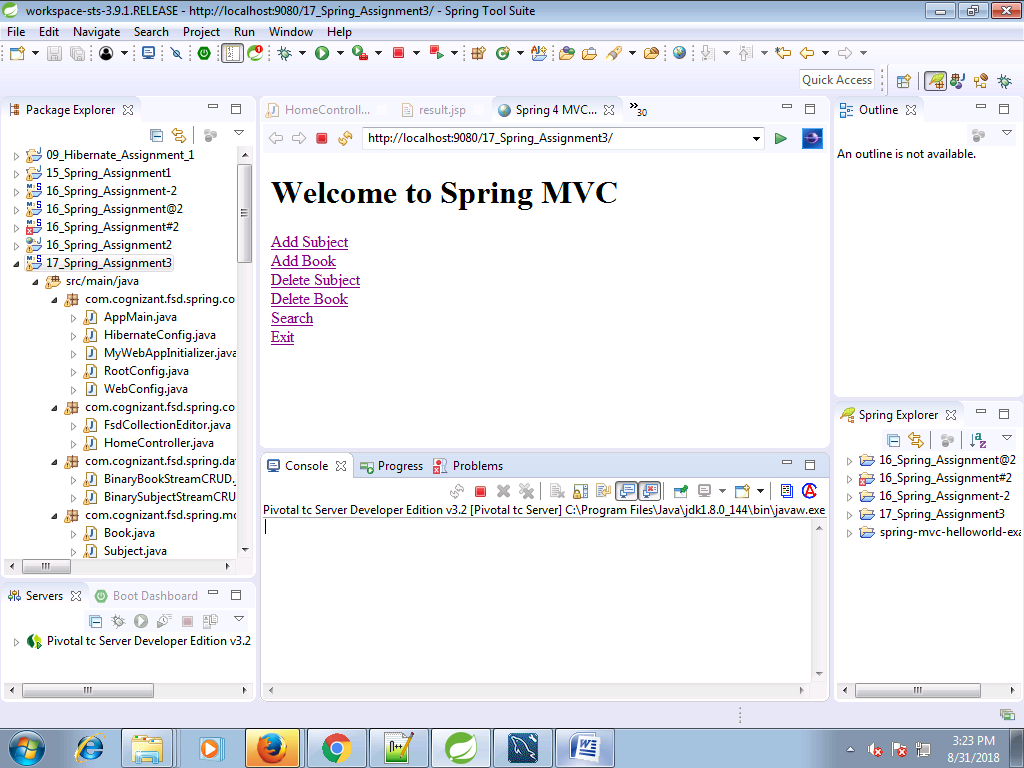 workspace-sts-3.9.1.RELEASE - http://localhost:9080/17_Spring_Assignment3/ - Spring Tool Suite
File Edit Navigate Search Project Run Window Help
Quick Access
Package Explorer
09_Hibernate_Assignment_1
15_Spring_Assignment1
16_Spring_Assignment-2
16_Spring_Assignment@2
16_Spring_Assignment#2
16_Spring_Assignment2
17_Spring_Assignment3
src/main/java
com.cognizant.fsd.spring.co
AppMain.java
HibernateConfig.java
MyWebAppInitializer.java
RootConfig.java
WebConfig.java
com.cognizant.fsd.spring.co
FsdCollectionEditor.java
HomeController.java
com.cognizant.fsd.spring.da
BinaryBookStreamCRUD.
BinarySubjectStreamCRU
com.cognizant.fsd.spring.mo
Book.java
Subject.java
Servers Boot Dashboard
Pivotal tc Server Developer Edition v3.2
HomeControll... result.jsp Spring 4 MVC... »30
http://localhost:9080/17_Spring_Assignment3/
Welcome to Spring MVC
Add Subject
Add Book
Delete Subject
Delete Book
Search
Exit
Console Progress Problems
Pivotal tc Server Developer Edition v3.2 [Pivotal tc Server] C:\Program Files\Java\jdk1.8.0_144\bin\javaw.exe
Outline
An outline is not available.
Spring Explorer
16_Spring_Assignment@2
16_Spring_Assignment#2
16_Spring_Assignment-2
17_Spring_Assignment3
spring-mvc-helloworld-exa
3:23 PM
8/31/2018